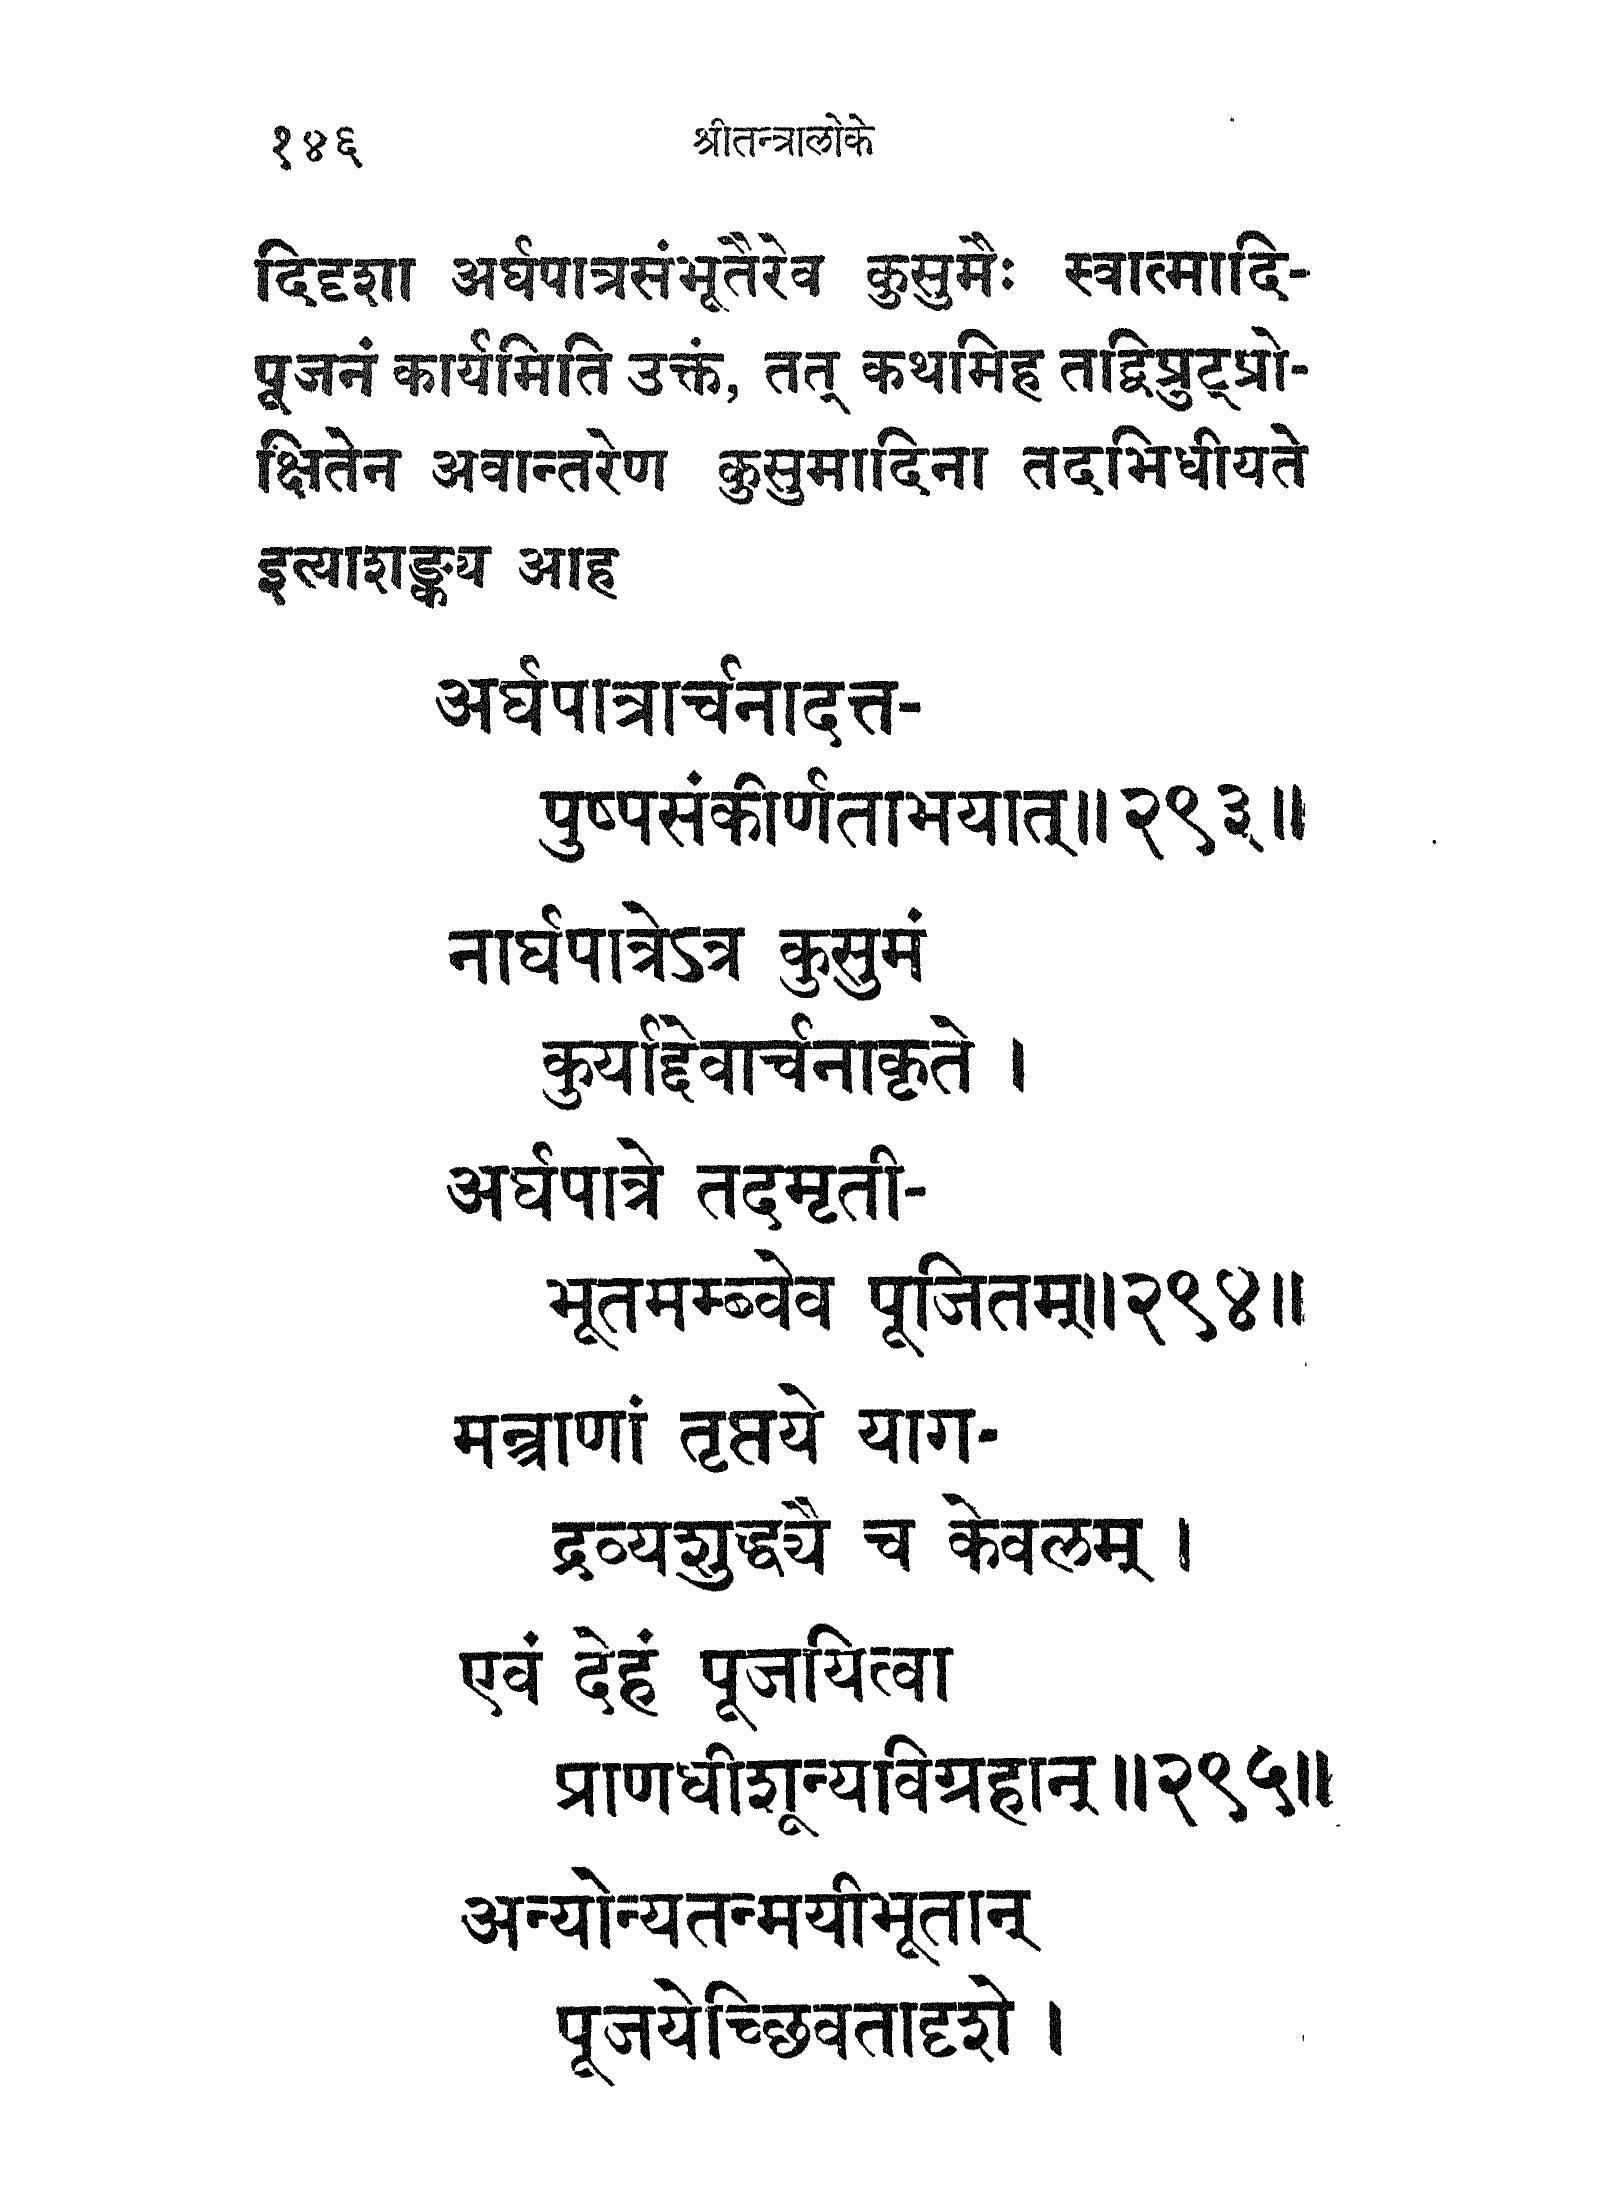 १४६ श्रीतन्त्रालोके
दिदृशा अर्घपात्रसंभूतैरेव कुसुमैः स्वात्मादि-
पूजनं कार्यमिति उक्तं, तत् कथमिह तद्विप्रुट्प्रो-
क्षितेन अवान्तरेण कुसुमादिना तदभिधीयते
इत्याशङ्क्य आह
अर्घपात्रार्चनादत्त-
पुष्पसंकीर्णताभयात्॥२९३॥
नार्घपात्रेऽत्र कुसुमं
कुर्याद्देवार्चनाकृते ।
अर्घपात्रे तदमृती-
भूतमम्ब्वेव पूजितम्॥२९४॥
मन्त्राणां तृप्तये याग-
द्रव्यशुद्ध्यै च केवलम् ।
एवं देहं पूजयित्वा
प्राणधीशून्यविग्रहान्॥२९५॥
अन्योन्यतन्मयीभूतान्
पूजयेच्छिवतादृशे ।